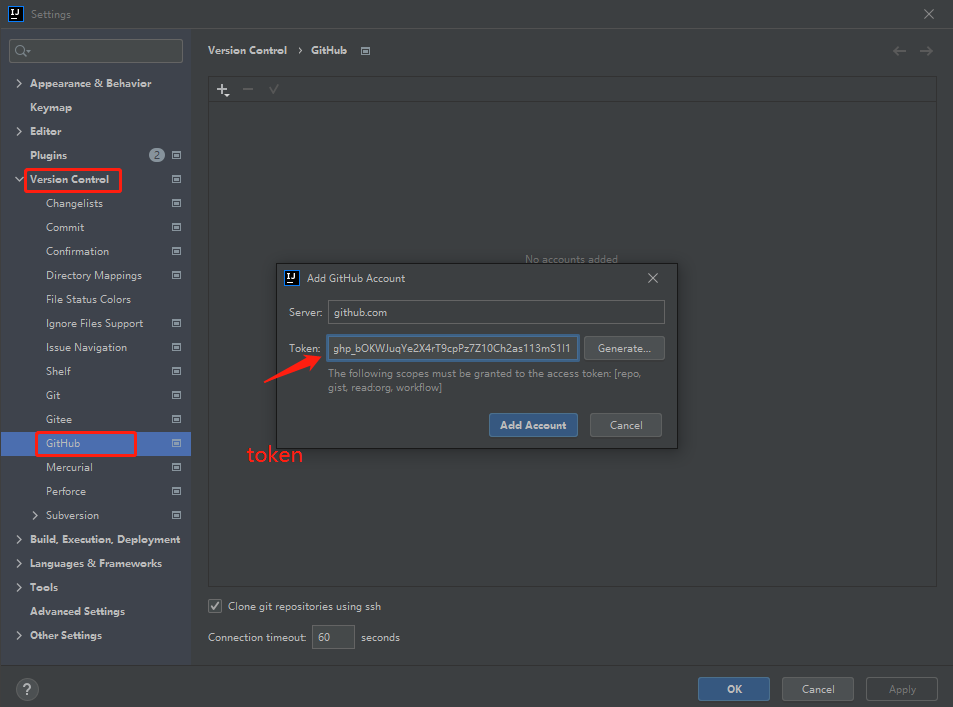 Settings
Version Control › GitHub
Appearance & Behavior
Keymap
Editor
Plugins 2
Version Control
Changelists
Commit
Confirmation
Directory Mappings
File Status Colors
Ignore Files Support
Issue Navigation
Shelf
Git
Gitee
GitHub
Mercurial
Perforce
Subversion
Build, Execution, Deployment
Languages & Frameworks
Tools
Advanced Settings
Other Settings
No accounts added
IJ Add GitHub Account
Server: github.com
Token: Generate...
The following scopes must be granted to the access token: [repo,
gist, read:org, workflow]
Add Account Cancel
token
Clone git repositories using ssh
Connection timeout: 60 seconds
? OK Cancel Apply